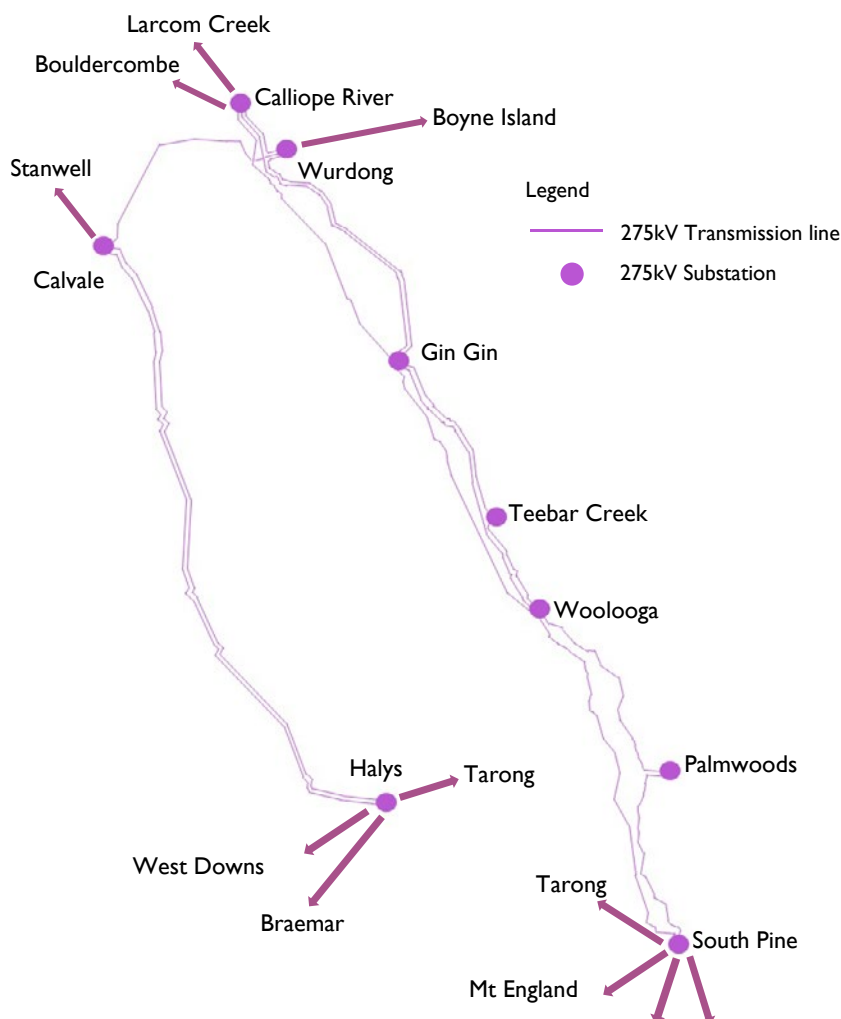 Larcom Creek
Bouldercombe
Calliope River
Boyne Island
Stanwell
Wurdong
Legend
275kV Transmission line
Calvale
275kV Substation
Gin Gin
Teebar Creek
Woolooga
Halys
Tarong
Palmwoods
West Downs
Tarong
Braemar
South Pine
Mt England